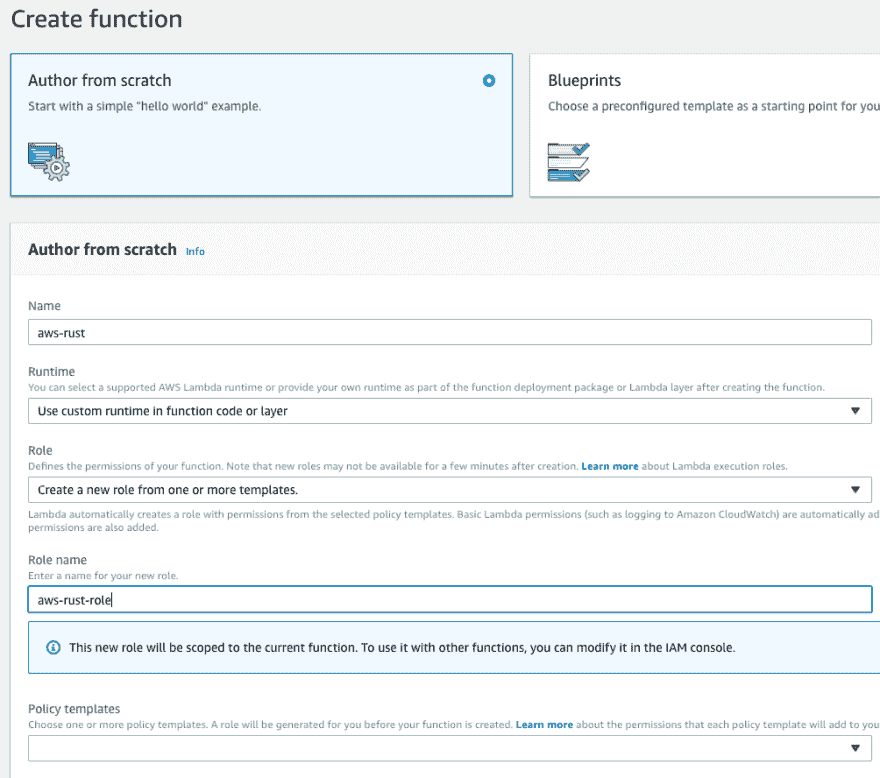 Create function
Author from scratch
Start with a simple "hello world" example.
Blueprints
Choose a preconfigured template as a starting point for you
Author from scratch Info
Name
aws-rust
Runtime
You can select a supported AWS Lambda runtime or provide your own runtime as part of the function deployment package or Lambda layer after creating the function.
Use custom runtime in function code or layer
Role
Defines the permissions of your function. Note that new roles may not be available for a few minutes after creation. Learn more about Lambda execution roles.
Create a new role from one or more templates.
Lambda automatically creates a role with permissions from the selected policy templates. Basic Lambda permissions (such as logging to Amazon CloudWatch) are automatically ad
permissions are also added.
Role name
Enter a name for your new role.
aws-rust-role
This new role will be scoped to the current function. To use it with other functions, you can modify it in the IAM console.
Policy templates
Choose one or more policy templates. A role will be generated for you before your function is created. Learn more about the permissions that each policy template will add to you